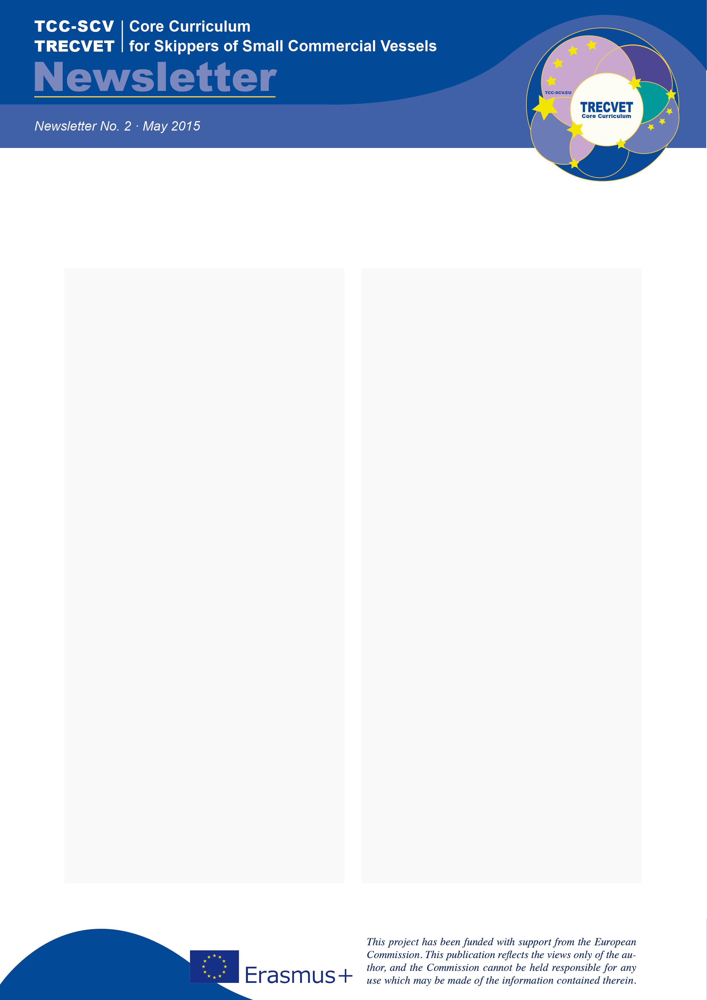 TCC-SCV
TRECVET
Core Curriculum
for Skippers of Small Commercial Vessels
Newsletter
Newsletter No. 2 · May 2015
TCC-SCV.EU
TRECVET
Core Curriculum
Erasmus+
This project has been funded with support from the European
Commission. This publication reflects the views only of the au-
thor, and the Commission cannot be held responsible for any
use which may be made of the information contained therein.